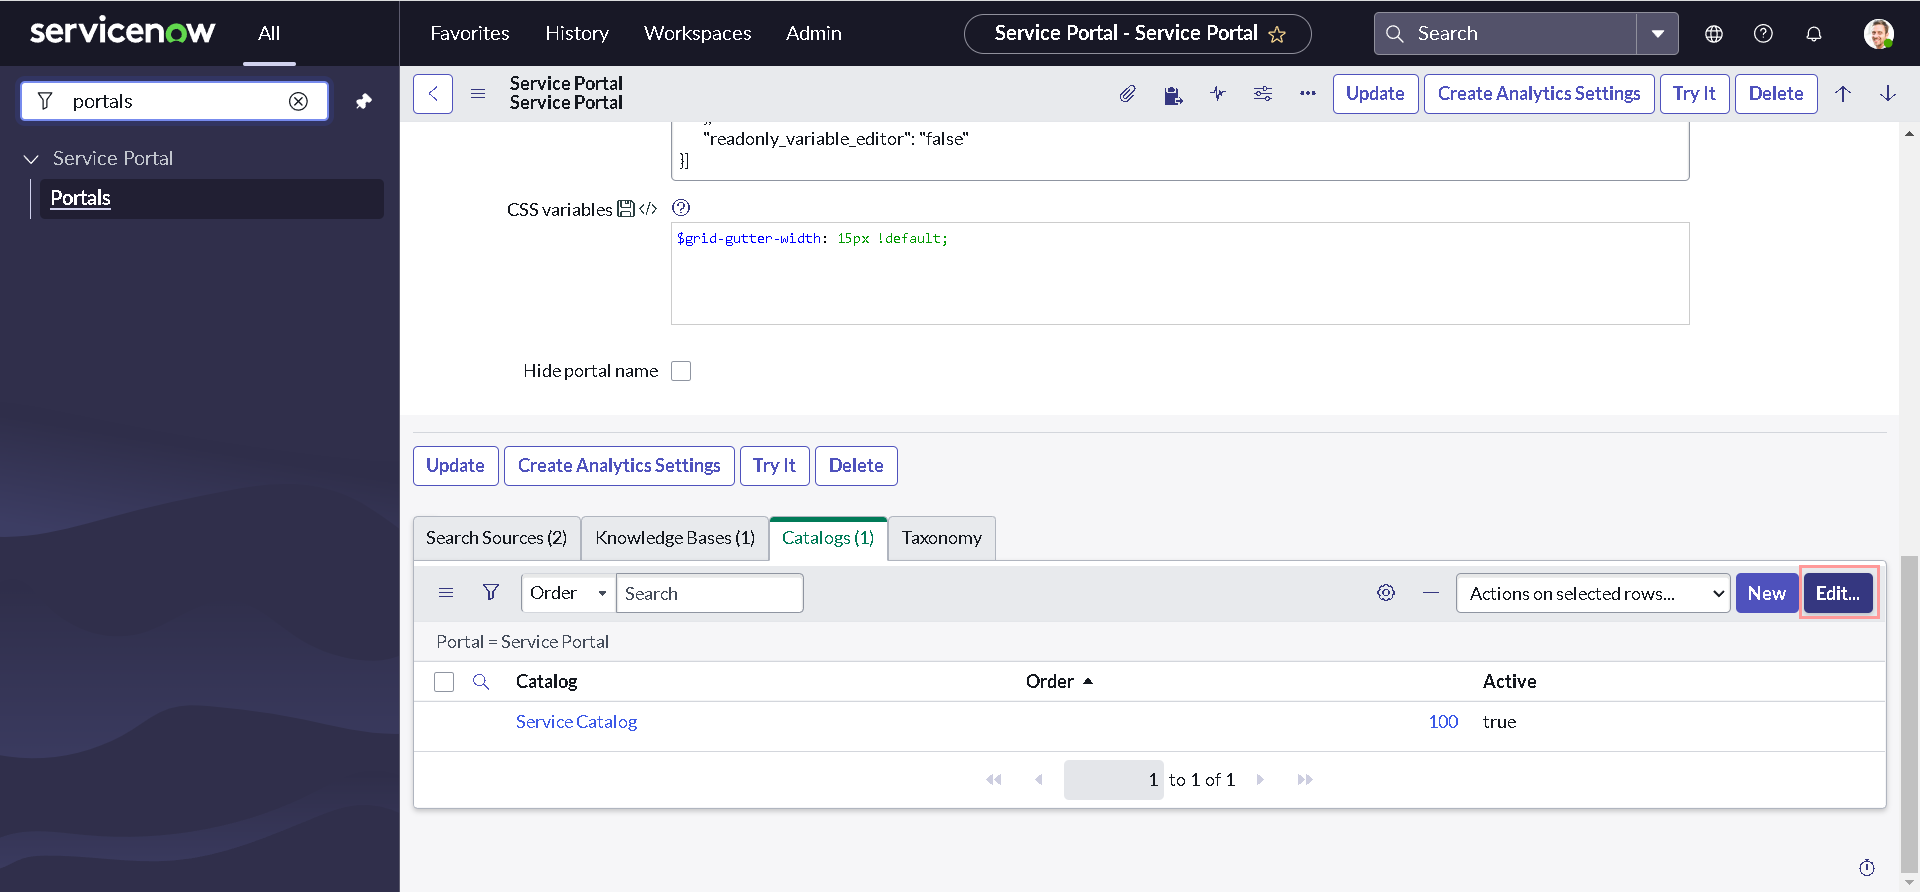 servicenow
All
Favorites
History
Workspaces
Admin
Service Portal - Service Portal
Search
portals
Service Portal
Portals
Service Portal
Service Portal
Update
Create Analytics Settings
Try It
Delete
"readonly_variable_editor": "false"
}]
CSS variables
$grid-gutter-width: 15px !default;
Hide portal name
Update
Create Analytics Settings
Try It
Delete
Search Sources (2)
Knowledge Bases (1)
Catalogs (1)
Taxonomy
Order
Search
Actions on selected rows...
New
Edit...
Portal = Service Portal
Catalog
Order
Active
Service Catalog
100
true
1 to 1 of 1